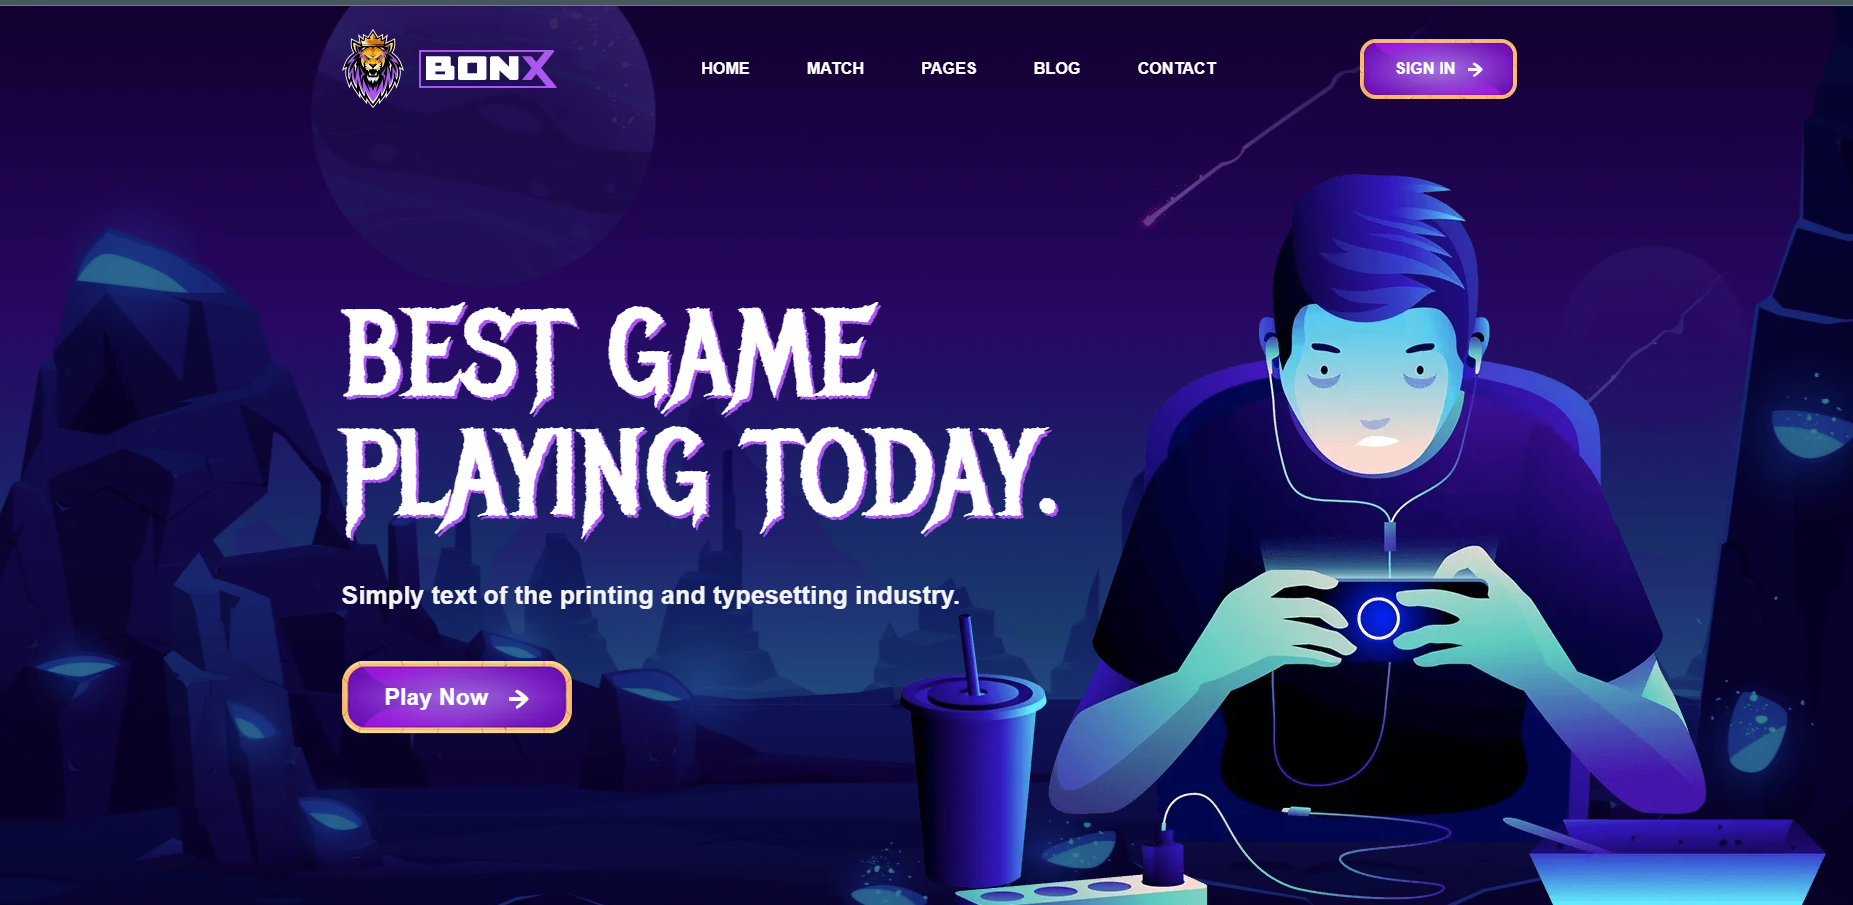 BONX
HOME MATCH PAGES BLOG CONTACT
SIGN IN
BEST GAME
PLAYING TODAY.
Simply text of the printing and typesetting industry.
Play Now